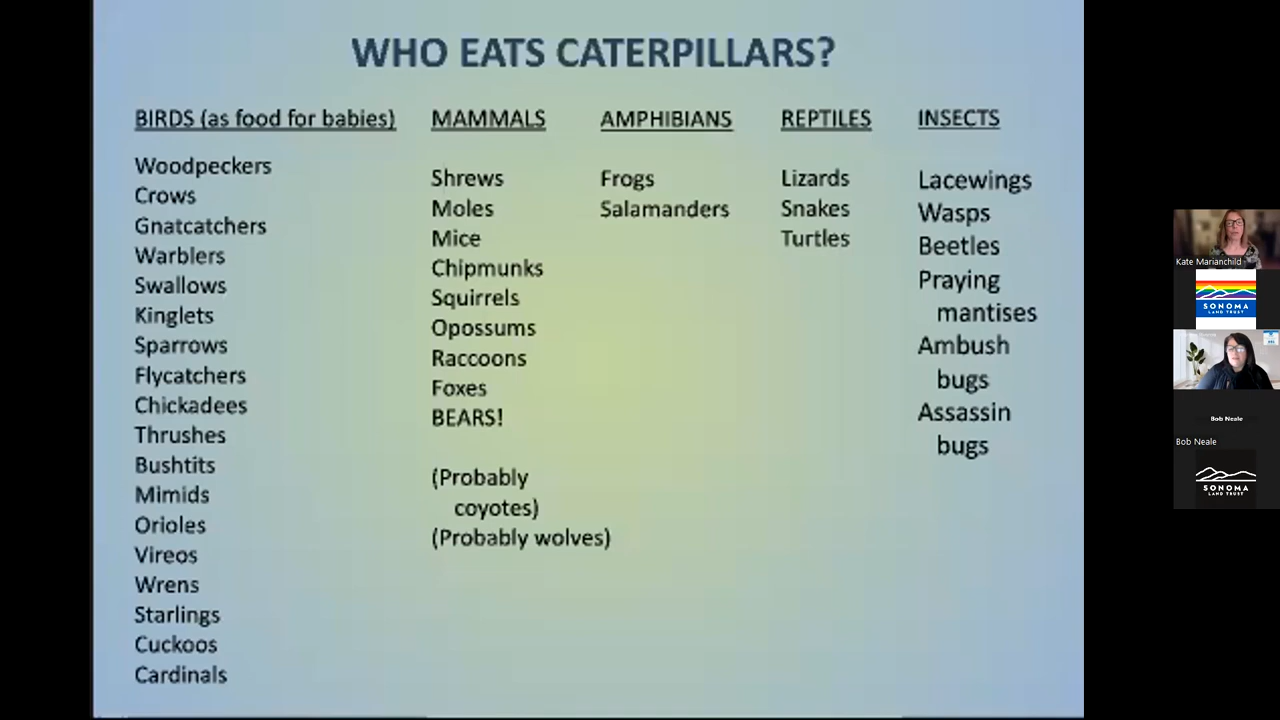 WHO EATS CATERPILLARS?
BIRDS (as food for babies)
Woodpeckers
Crows
Gnatcatchers
Warblers
Swallows
Kinglets
Sparrows
Flycatchers
Chickadees
Thrushes
Bushtits
Mimids
Orioles
Vireos
Wrens
Starlings
Cuckoos
Cardinals
MAMMALS
Shrews
Moles
Mice
Chipmunks
Squirrels
Opossums
Raccoons
Foxes
BEARS!
(Probably
coyotes)
(Probably wolves)
AMPHIBIANS
Frogs
Salamanders
REPTILES
Lizards
Snakes
Turtles
INSECTS
Lacewings
Wasps
Beetles
Praying
mantises
Ambush
bugs
Assassin
bugs
Kate Marianchild
SONOMA
LAND TRUST
Bob Neale
Bob Neale
SONOMA
LAND TRUST